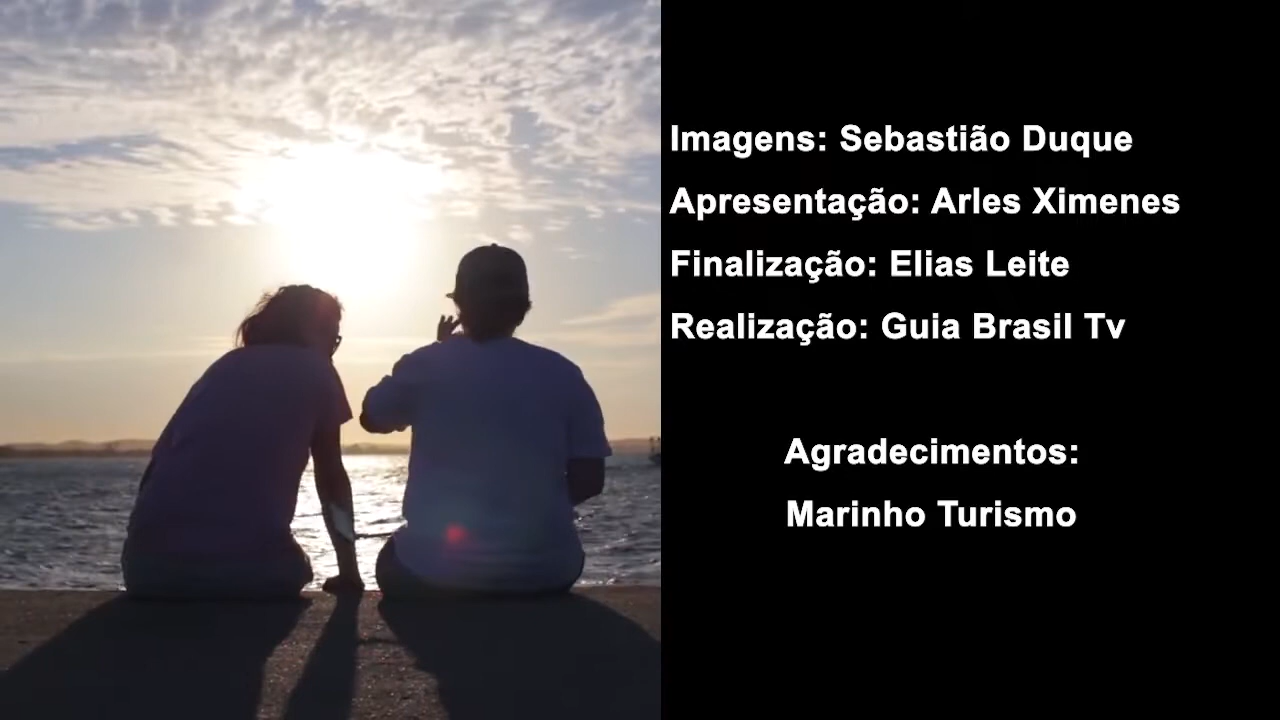 Imagens: Sebastião Duque
Apresentação: Arles Ximenes
Finalização: Elias Leite
Realização: Guia Brasil Tv
Agradecimentos:
Marinho Turismo